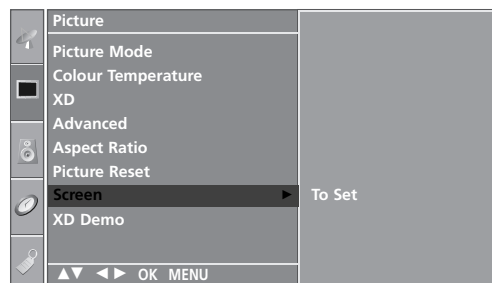 Picture
Picture Mode
Colour Temperature
XD
Advanced
Aspect Ratio
Picture Reset
Screen ► To Set
XD Demo
▲▼ ◄► OK MENU